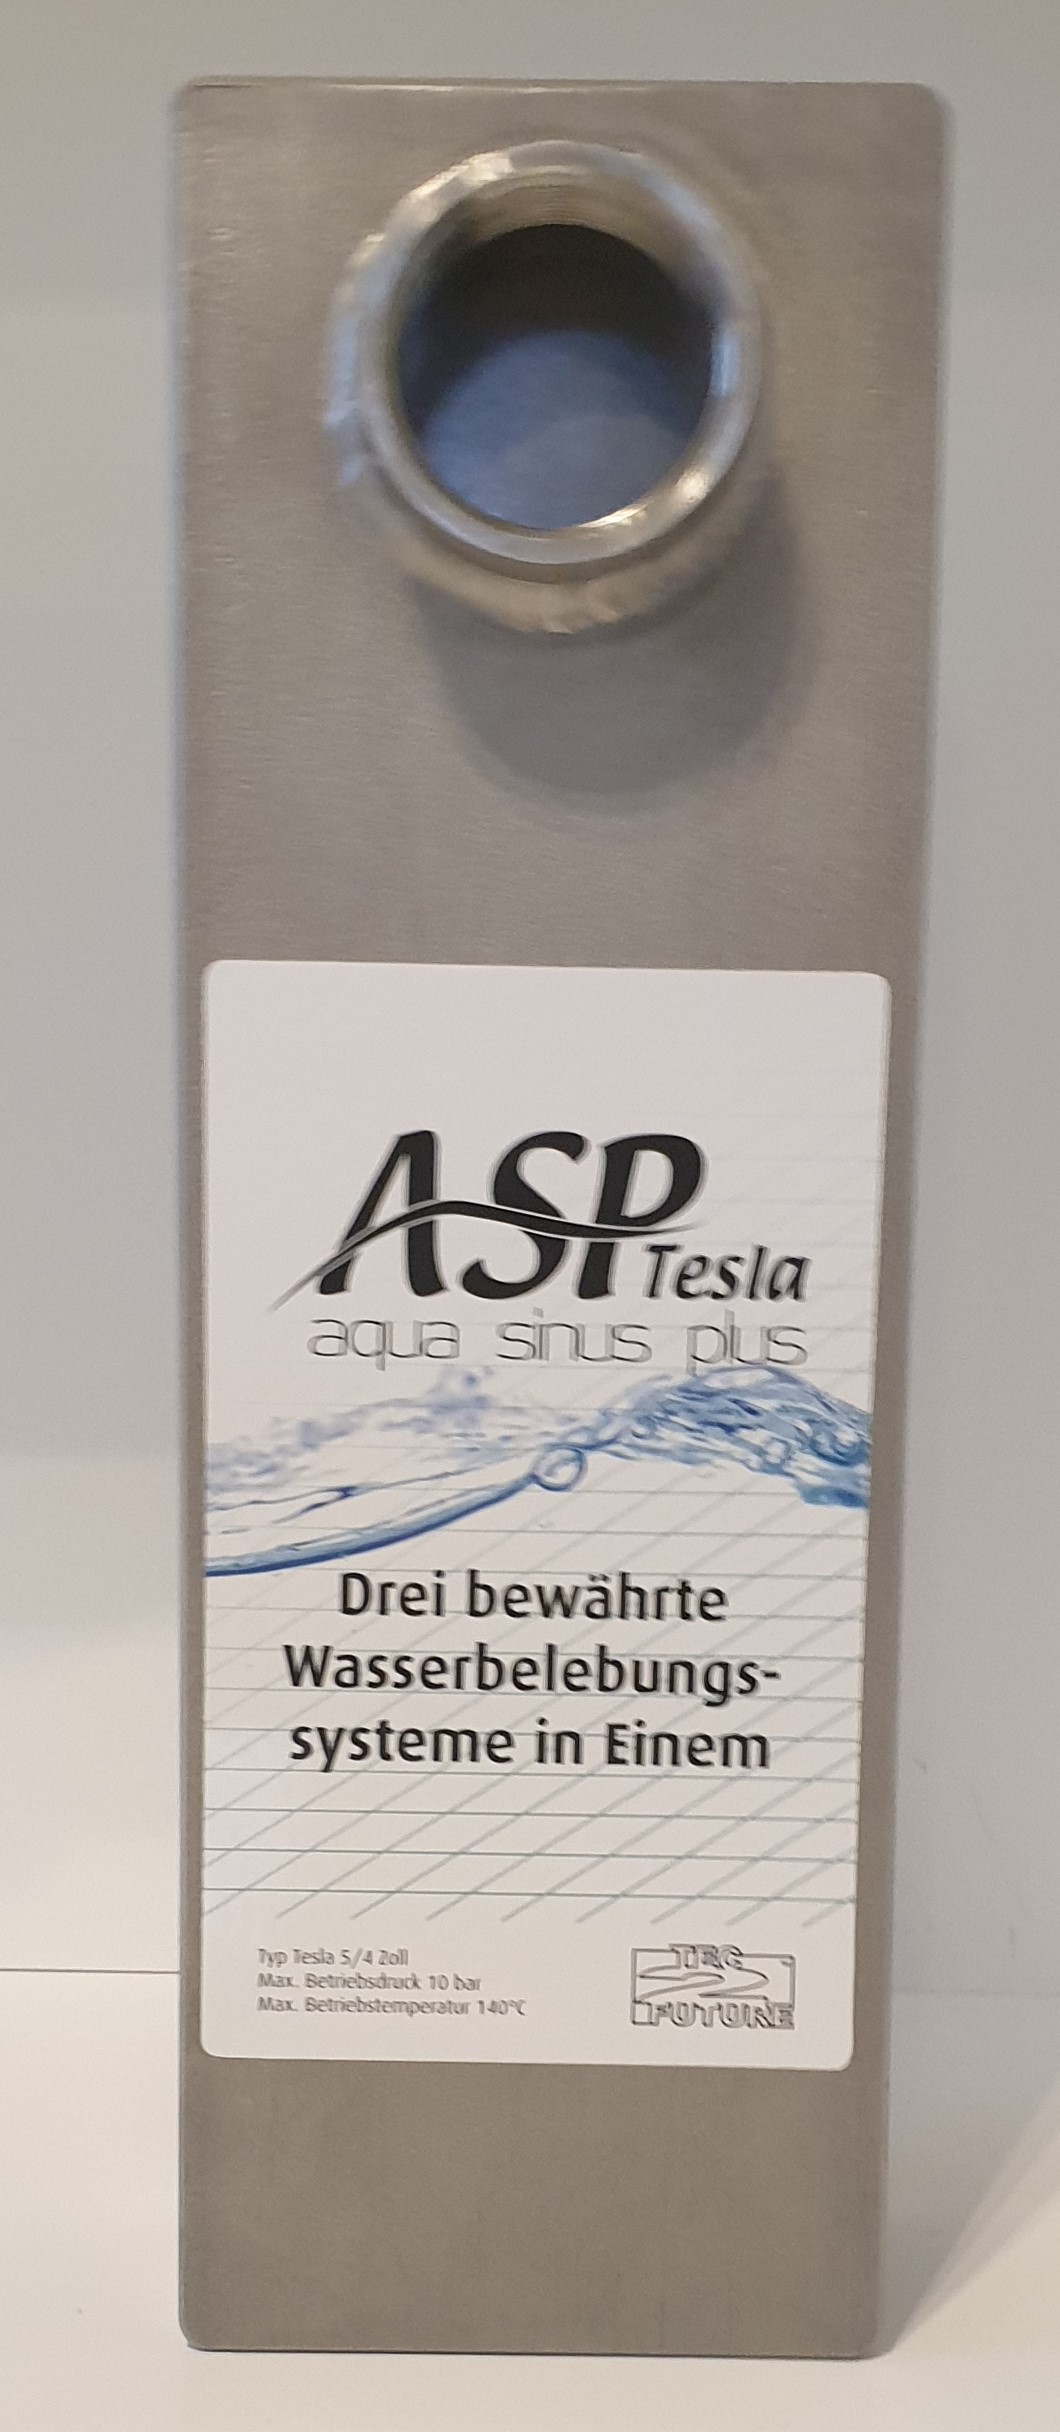 ASP Tesla
aqua sinus plus
Drei bewährte
Wasserbelebungs-
systeme in Einem
Typ Tesla 5/4 Zoll
Max. Betriebsdruck 10 bar
Max. Betriebstemperatur 140°C
TEC
2
FUTURE